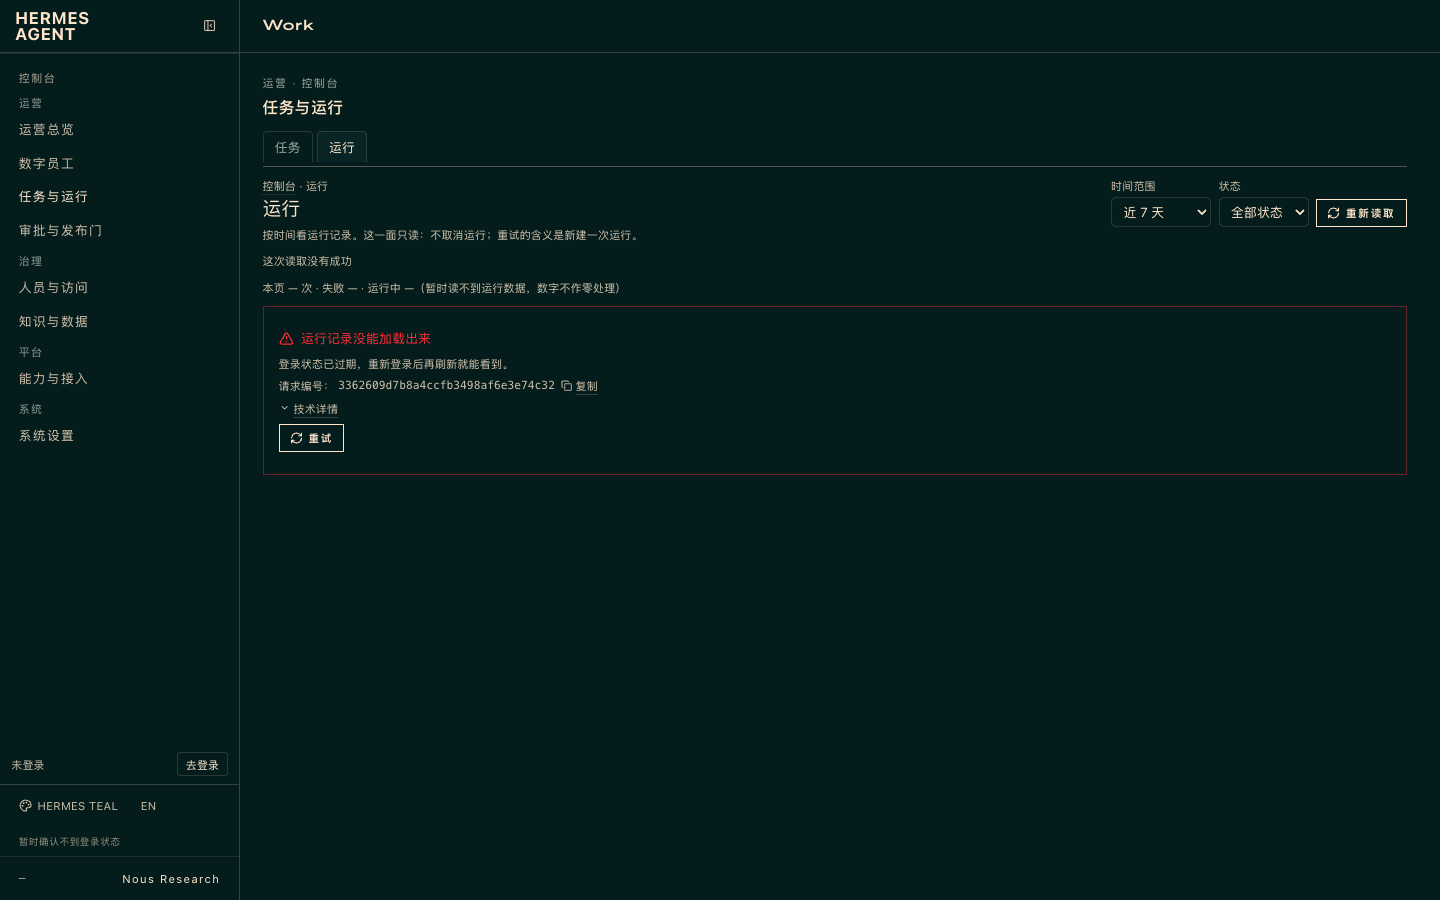 HERMES
AGENT
Work
控制台
运营
运营总览
数字员工
任务与运行
审批与发布门
治理
人员与访问
知识与数据
平台
能力与接入
系统
系统设置
未登录
去登录
HERMES TEAL
EN
暂时确认不到登录状态
—
Nous Research
运营 · 控制台
任务与运行
任务
运行
控制台 · 运行
运行
按时间看运行记录。这一面只读：不取消运行；重试的含义是新建一次运行。
这次读取没有成功
时间范围
近 7 天
状态
全部状态
重新读取
本页 — 次 · 失败 — · 运行中 —（暂时读不到运行数据，数字不作零处理）
运行记录没能加载出来
登录状态已过期，重新登录后再刷新就能看到。
请求编号： 3362609d7b8a4ccfb3498af6e3e74c32 复制
技术详情
重试